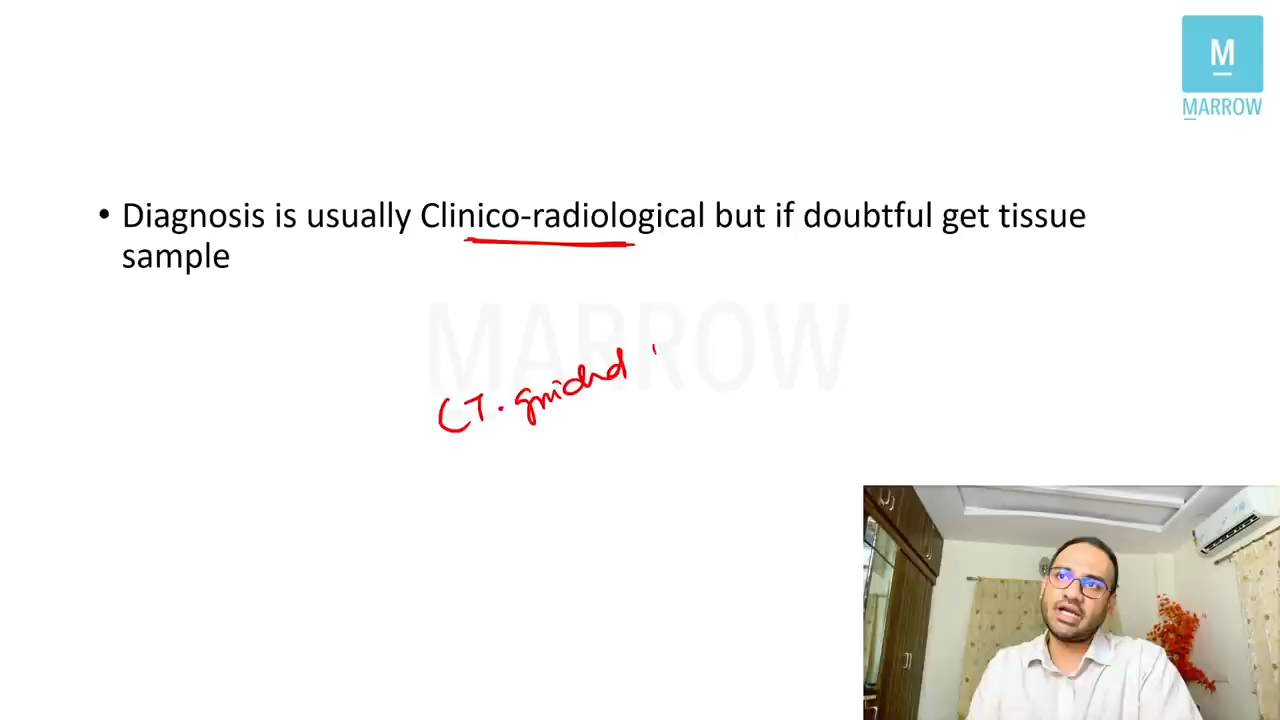 M
MARROW
• Diagnosis is usually Clinico-radiological but if doubtful get tissue
sample
MARROW
CT. guided